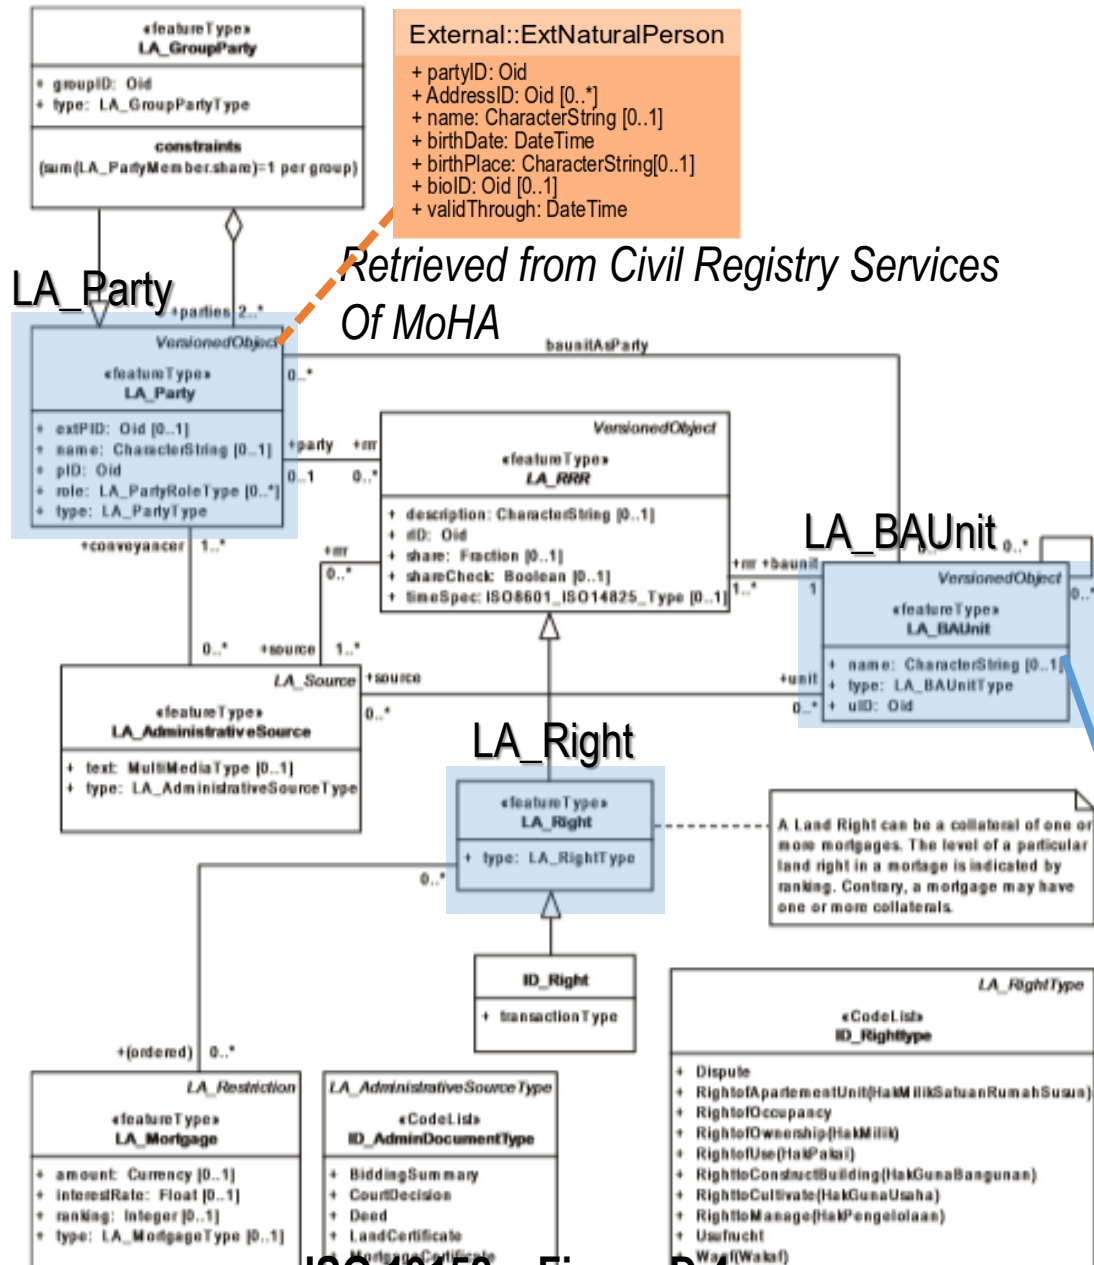 «featureType»
LA_GroupParty
+ groupID: Oid
+ type: LA_GroupPartyType
constraints
(sum(LA_PartyMember.share)=1 per group)
External::ExtNaturalPerson
+ partyID: Oid
+ AddressID: Oid [0..*]
+ name: CharacterString [0..1]
+ birthDate: DateTime
+ birthPlace: CharacterString[0..1]
+ bioID: Oid [0..1]
+ validThrough: DateTime
Retrieved from Civil Registry Services
Of MoHA
LA_Party
+parties 2..*
VersionedObject
«featureType»
LA_Party
+ extPID: Oid [0..1]
+ name: CharacterString [0..1]
+ pID: Oid
+ role: LA_PartyRoleType [0..*]
+ type: LA_PartyType
baunitAsParty
0..*
+party +rrr
0..1 0..*
VersionedObject
«featureType»
LA_RRR
+ description: CharacterString [0..1]
+ rID: Oid
+ share: Fraction [0..1]
+ shareCheck: Boolean [0..1]
+ timeSpec: ISO8601_ISO14825_Type [0..1]
LA_BAUnit
0..* 0..*
+rrr +baunit
1..* 1
VersionedObject
0..*
«featureType»
LA_BAUnit
+ name: CharacterString [0..1]
+ type: LA_BAUnitType
+ uID: Oid
+conveyancer 1..*
+rrr
0..*
0..* +source 1..*
LA_Source
«featureType»
LA_AdministrativeSource
+ text: MultiMediaType [0..1]
+ type: LA_AdministrativeSourceType
+source
0..*
+unit
0..*
LA_Right
«featureType»
LA_Right
+ type: LA_RightType
0..*
A Land Right can be a collateral of one or
more mortgages. The level of a particular
land right in a mortage is indicated by
ranking. Contrary, a mortgage may have
one or more collaterals.
ID_Right
+ transactionType
+(ordered) 0..*
LA_Restriction
«featureType»
LA_Mortgage
+ amount: Currency [0..1]
+ interestRate: Float [0..1]
+ ranking: Integer [0..1]
+ type: LA_MortgageType [0..1]
LA_AdministrativeSourceType
«CodeList»
ID_AdminDocumentType
+ BiddingSummary
+ CourtDecision
+ Deed
+ LandCertificate
+ MortgageCertificate
LA_RightType
«CodeList»
ID_Righttype
+ Dispute
+ RightofApartementUnit(HakMilikSatuanRumahSusun)
+ RightofOccupancy
+ RightofOwnership(HakMilik)
+ RightofUse(HakPakai)
+ RighttoConstructBuilding(HakGunaBangunan)
+ RighttoCultivate(HakGunaUsaha)
+ RighttoManage(HakPengelolaan)
+ Usufrucht
+ Waqf(Wakaf)